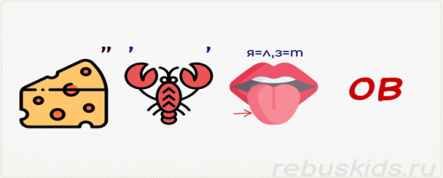 ,, , ,
я=л,з=т
ОВ
rebuskids.ru